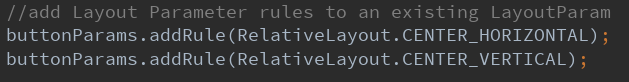 //add Layout Parameter rules to an existing LayoutParam
buttonParams.addRule(RelativeLayout.CENTER_HORIZONTAL);
buttonParams.addRule(RelativeLayout.CENTER_VERTICAL);